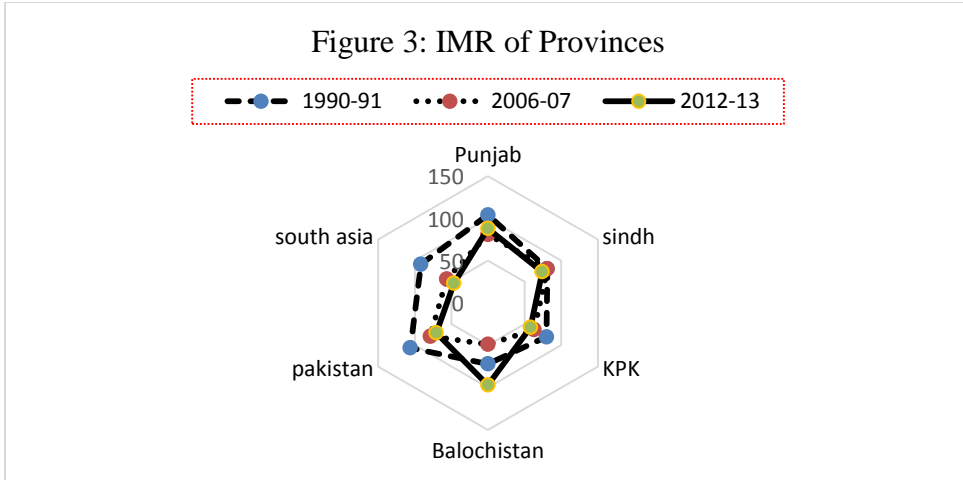 Figure 3: IMR of Provinces
1990-91 2006-07 2012-13
Punjab
150
100
50
0
sindh
KPK
Balochistan
pakistan
south asia